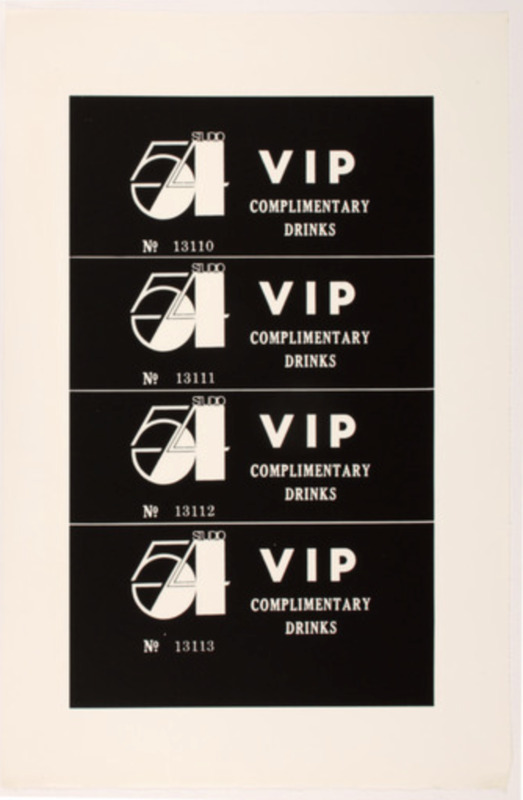 STUDIO
54
VIP
COMPLIMENTARY
DRINKS
Nº 13110
STUDIO
54
VIP
COMPLIMENTARY
DRINKS
Nº 13111
STUDIO
54
VIP
COMPLIMENTARY
DRINKS
Nº 13112
STUDIO
54
VIP
COMPLIMENTARY
DRINKS
Nº 13113